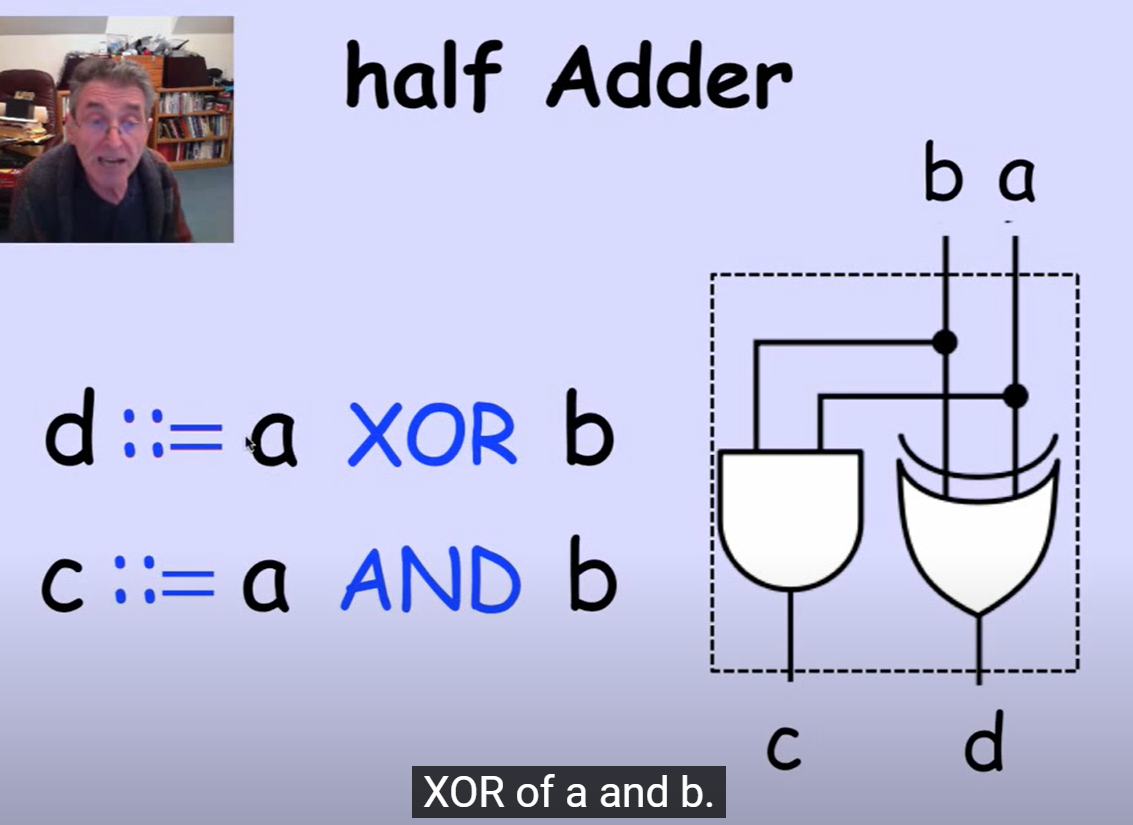 half Adder
b a
d ::= a XOR b
c ::= a AND b
c d
XOR of a and b.